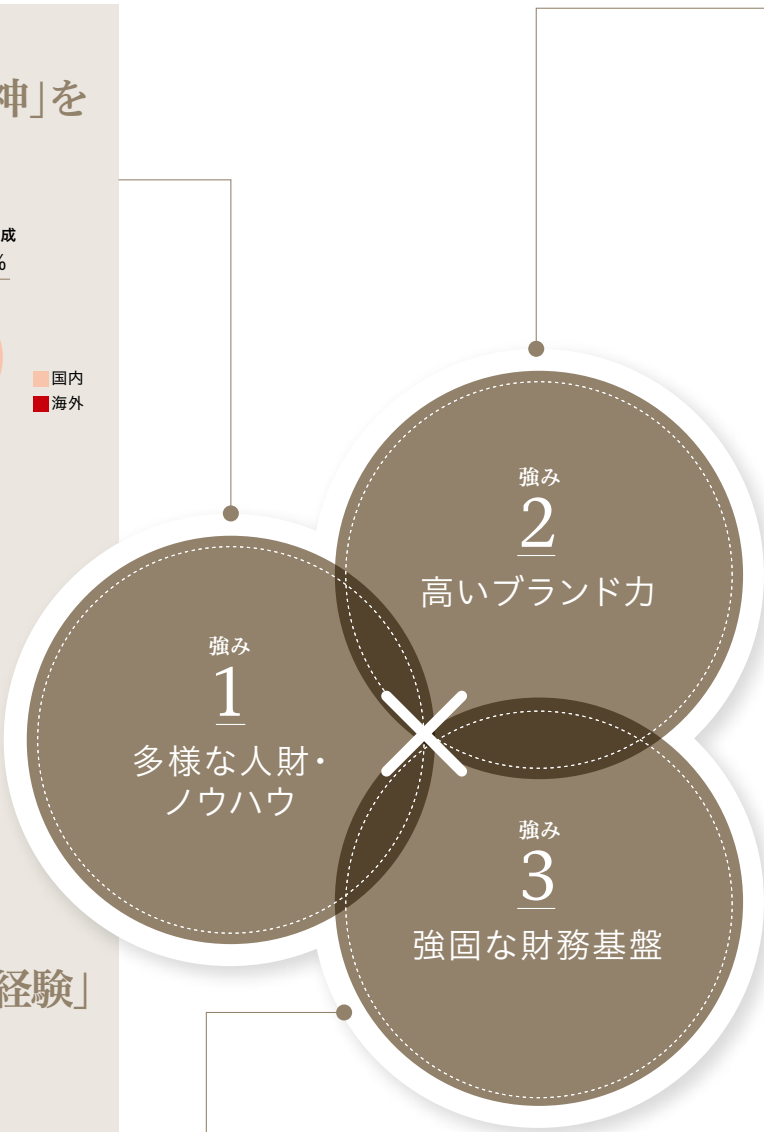 神」を
成
%
国内
海外
強み
2
高いブランド力
強み
1
多様な人財・
ノウハウ
強み
3
強固な財務基盤
経験」